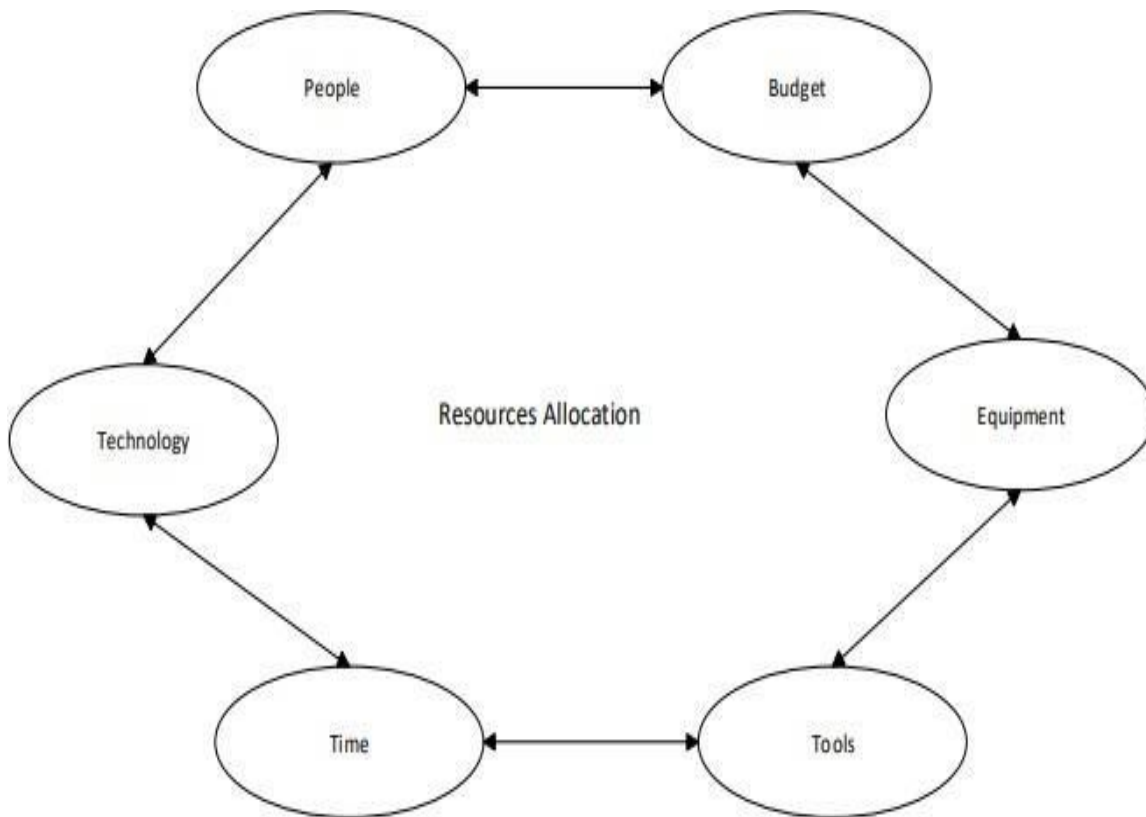 People
Budget
Technology
Resources Allocation
Equipment
Time
Tools